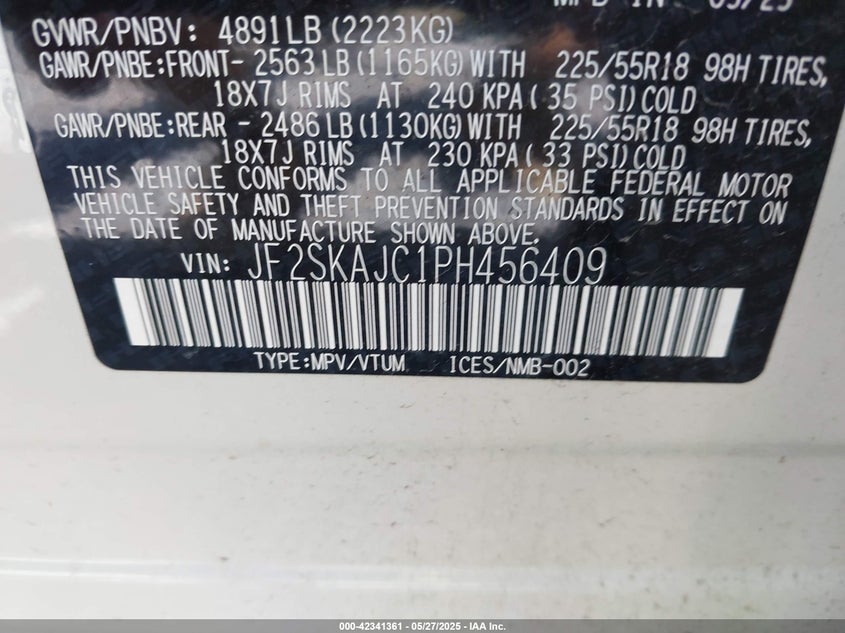 GVWR/PNBV: 4891LB (2223KG)
GAWR/PNBE:FRONT- 2563 LB (1165KG) WITH 225/55R18 98H TIRES,
18X7J RIMS AT 240 KPA ( 35 PSI) COLD
GAWR/PNBE:REAR - 2486 LB (1130KG) WITH 225/55R18 98H TIRES,
18X7J RIMS AT 230 KPA ( 33 PSI) COLD
THIS VEHICLE CONFORMS TO ALL APPLICABLE FEDERAL MOTOR
VEHICLE SAFETY AND THEFT PREVENTION STANDARDS IN EFFECT ON
THE DATE OF MANUFACTURE SHOWN ABOVE.
VIN: JF2SKAJC1PH456409
TYPE:MPV/VTUM ICES/NMB-002
000-42341361 | 05/27/2025 - IAA Inc.